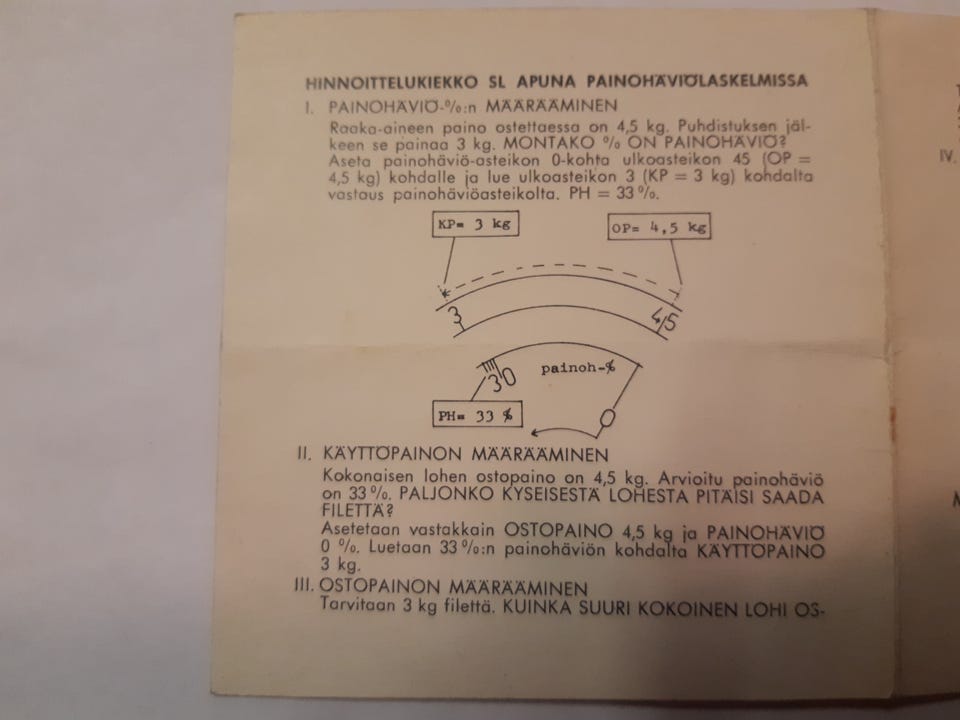 HINNOITTELUKIEKKO SL APUNA PAINOHÄVIÖLASKELMISSA
I. PAINOHÄVIÖ-%:n MÄÄRÄÄMINEN
Raaka-aineen paino ostettaessa on 4,5 kg. Puhdistuksen jäl-
keen se painaa 3 kg. MONTAKO % ON PAINOHÄVIÖ?
Aseta painohäviö-asteikon 0-kohta ulkoasteikon 45 (OP =
4,5 kg) kohdalle ja lue ulkoasteikon 3 (KP = 3 kg) kohdalta
vastaus painohäviöasteikolta. PH = 33 %.
KP= 3 kg
OP= 4,5 kg
3
4/5
30
painoh-%
0
PH= 33 %
II. KÄYTTÖPAINON MÄÄRÄÄMINEN
Kokonaisen lohen ostopaino on 4,5 kg. Arvioitu painohäviö
on 33 %. PALJONKO KYSEISESTÄ LOHESTA PITÄISI SAADA
FILETTÄ?
Asetetaan vastakkain OSTOPAINO 4,5 kg ja PAINOHÄVIÖ
0 %. Luetaan 33 %:n painohäviön kohdalta KÄYTTÖPAINO
3 kg.
III. OSTOPAINON MÄÄRÄÄMINEN
Tarvitaan 3 kg filettä. KUINKA SUURI KOKOINEN LOHI OS-
IV.